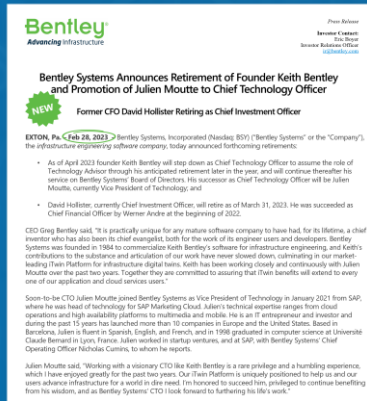 Bentley®
Advancing Infrastructure
Press Release
Investor Contact:
Eric Boyer
Investor Relations Officer
ir@bentley.com
Bentley Systems Announces Retirement of Founder Keith Bentley
and Promotion of Julien Moutte to Chief Technology Officer
NEW
Former CFO David Hollister Retiring as Chief Investment Officer
EXTON, Pa. – Feb 28, 2023 – Bentley Systems, Incorporated (Nasdaq: BSY) ("Bentley Systems" or the "Company"),
the infrastructure engineering software company, today announced forthcoming retirements:
• As of April 2023 founder Keith Bentley will step down as Chief Technology Officer to assume the role of
Technology Advisor through his anticipated retirement later in the year, and will continue thereafter his
service on Bentley Systems' Board of Directors. His successor as Chief Technology Officer will be Julien
Moutte, currently Vice President of Technology; and
• David Hollister, currently Chief Investment Officer, will retire as of March 31, 2023. He was succeeded as
Chief Financial Officer by Werner Andre at the beginning of 2022.
CEO Greg Bentley said, "It is practically unique for any mature software company to have had, for its lifetime, a chief
inventor who has also been its chief evangelist, both for the work of its engineer users and developers. Bentley
Systems was founded in 1984 to commercialize Keith Bentley's software for infrastructure engineering, and Keith's
contributions to the substance and articulation of our work have never slowed down, culminating in our market-
leading iTwin Platform for infrastructure digital twins. Keith has been working closely and continuously with Julien
Moutte over the past two years. Together they are committed to assuring that iTwin benefits will extend to every
one of our application and cloud services users."
Soon-to-be CTO Julien Moutte joined Bentley Systems as Vice President of Technology in January 2021 from SAP,
where he was head of technology for SAP Marketing Cloud. Julien's technical expertise ranges from cloud
operations and high availability platforms to multimedia and mobile. He is an IT entrepreneur and investor and
during the past 15 years has launched more than 10 companies in Europe and the United States. Based in
Barcelona, Julien is fluent in Spanish, English, and French, and in 1998 graduated in computer science at Université
Claude Bernard in Lyon, France. Julien worked in startup ventures, and at SAP, with Bentley Systems' Chief
Operating Officer Nicholas Cumins, to whom he reports.
Julien Moutte said, "Working with a visionary CTO like Keith Bentley is a rare privilege and a humbling experience,
which I have enjoyed greatly for the past two years. Our iTwin Platform is uniquely positioned to help us and our
users advance infrastructure for a world in dire need. I'm honored to succeed him, privileged to continue benefiting
from his wisdom, and as Bentley Systems' CTO I look forward to furthering his life's work."